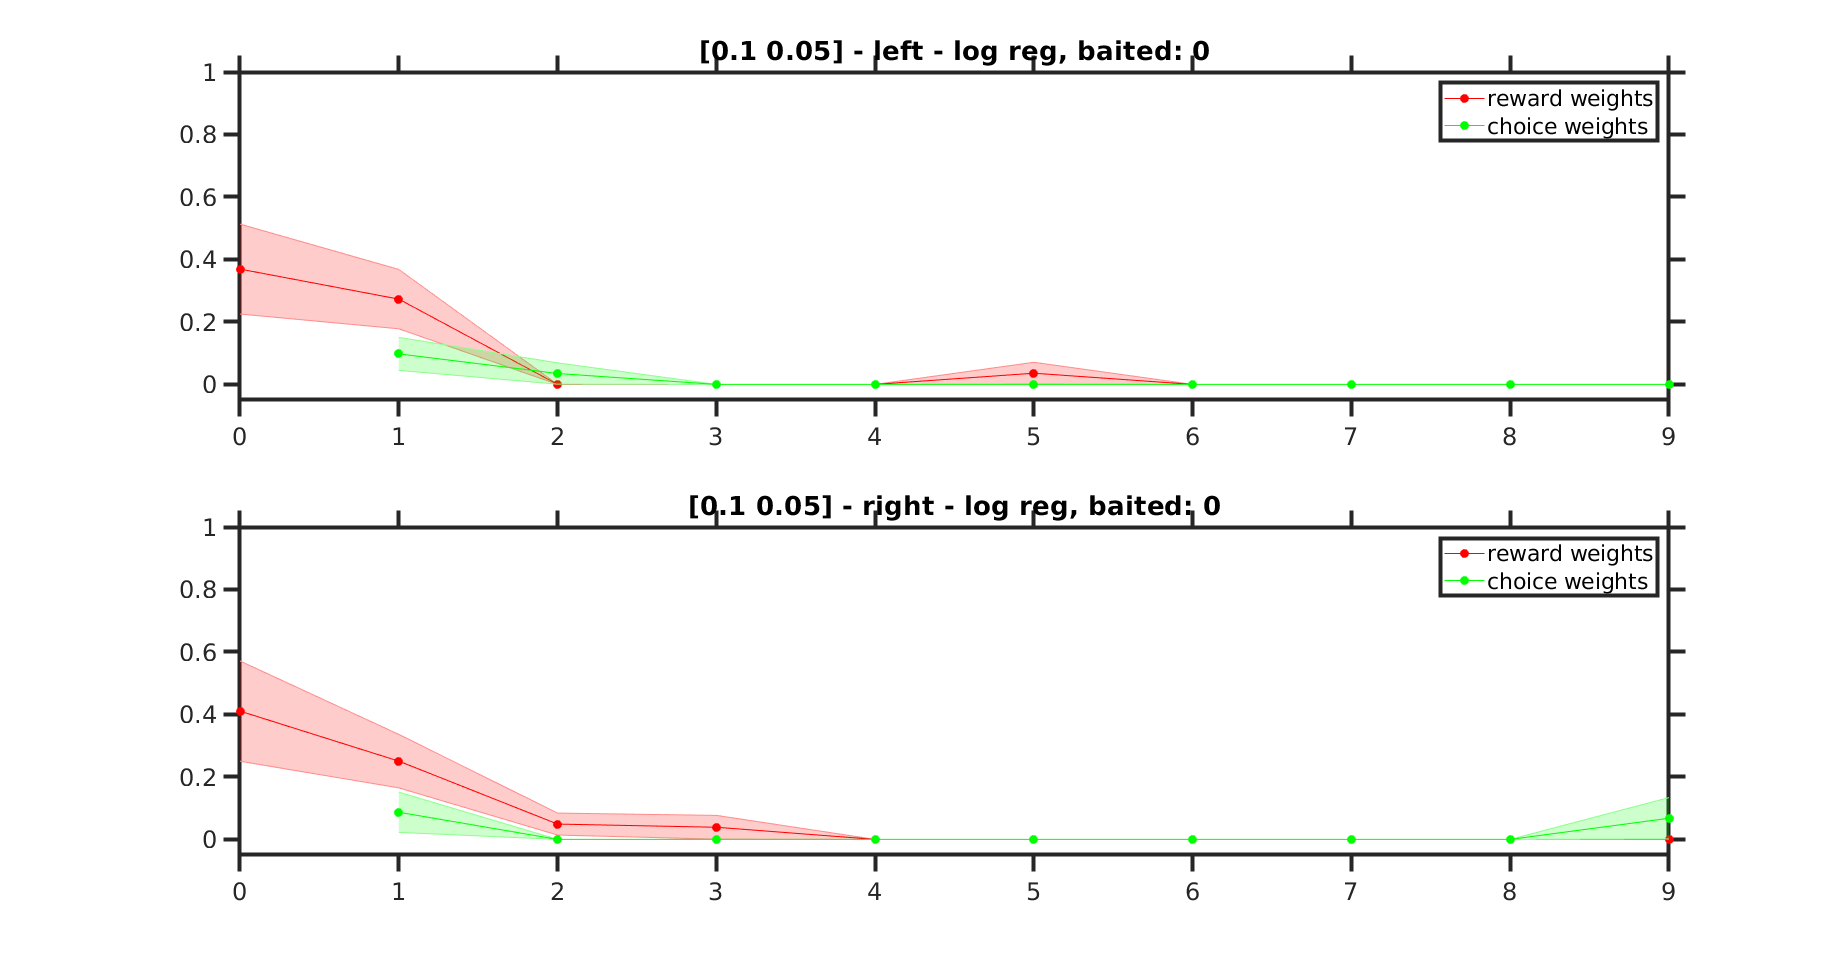 [0.1 0.05] - left - log reg, baited: 0
1
0.8
0.6
0.4
0.2
0
reward weights
choice weights
0 1 2 3 4 5 6 7 8 9
[0.1 0.05] - right - log reg, baited: 0
1
0.8
0.6
0.4
0.2
0
reward weights
choice weights
0 1 2 3 4 5 6 7 8 9